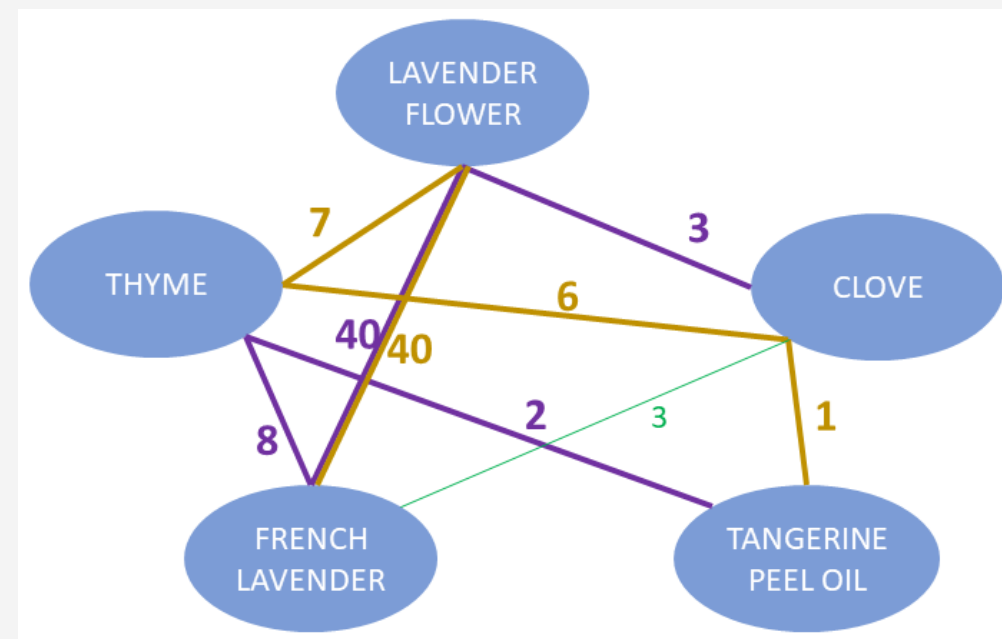 LAVENDER
FLOWER
7
3
THYME
6
CLOVE
40
40
8
2
3
1
FRENCH
LAVENDER
TANGERINE
PEEL OIL